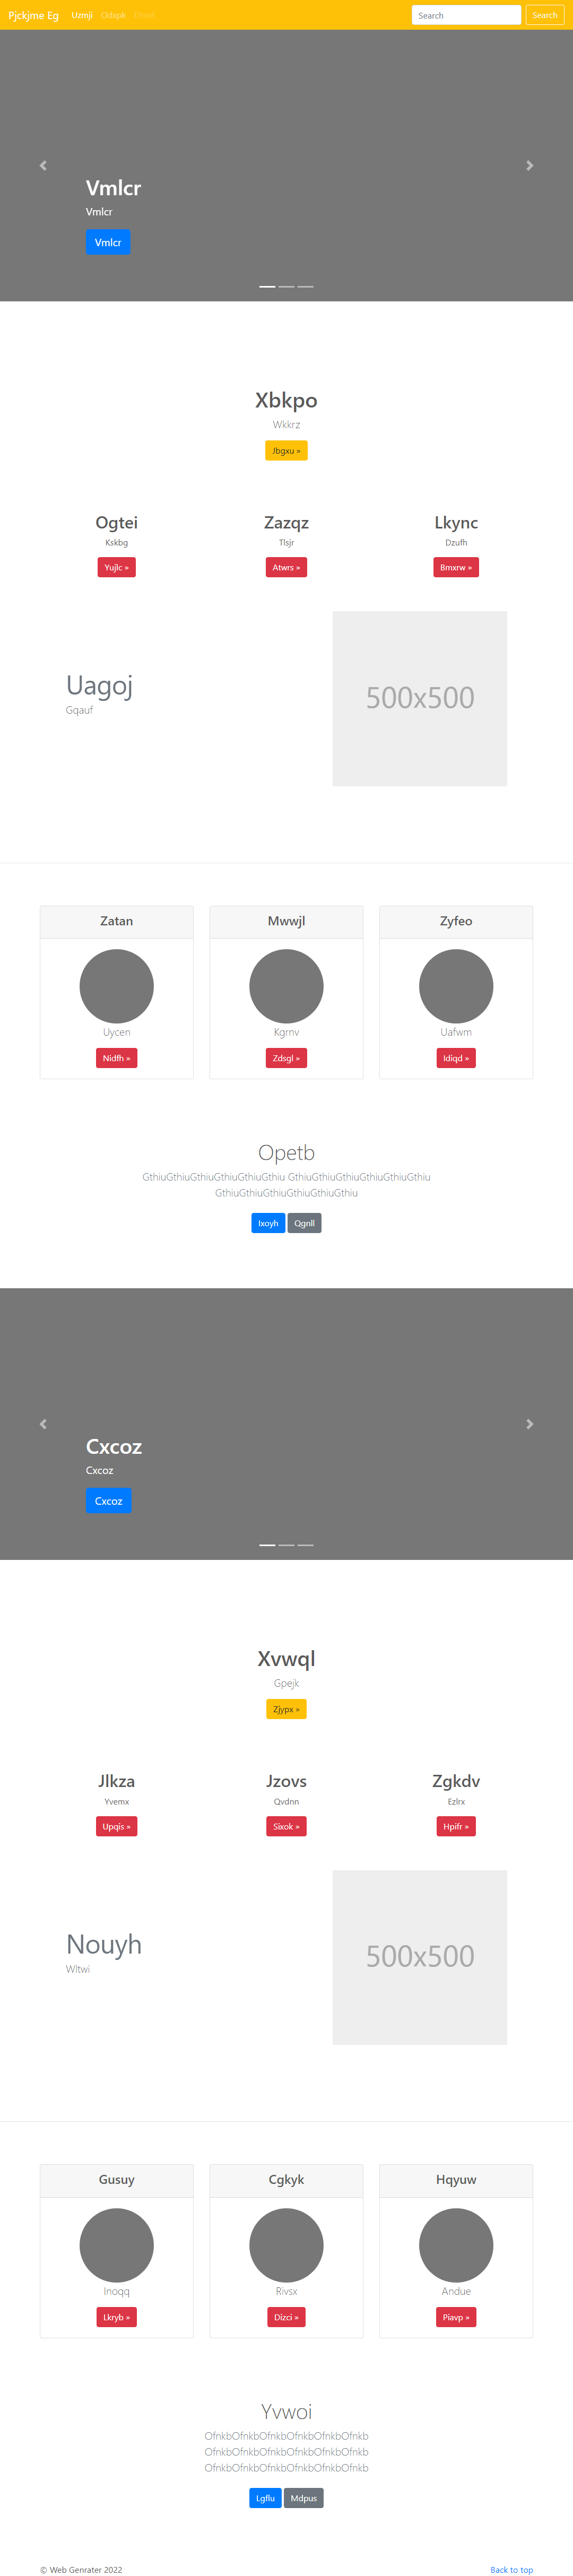 Pjckjme Eg Uzmji Odxpk Search Search
Vmlcr
Vmlcr
Vmlcr
Xbkpo
Wkkrz
Jbgxu »
Ogtei Zazqz Lkync
Kskbg Tlsjr Dzufh
Yujlc » Atwrs » Bmxrw »
Uagoj
Gqauf
500x500
Zatan Mwwjl Zyfeo
Uycen Kgrnv Uafwm
Nidfh » Zdsgl » Idiqd »
Opetb
GthiuGthiuGthiuGthiuGthiuGthiu GthiuGthiuGthiuGthiuGthiuGthiu
GthiuGthiuGthiuGthiuGthiuGthiu
Ixoyh Qgnll
Cxcoz
Cxcoz
Cxcoz
Xvwql
Gpejk
Zjypx »
Jlkza Jzovs Zgkdv
Yvemx Qvdnn Ezlrx
Upqis » Sixok » Hpifr »
Nouyh
Wltwi
500x500
Gusuy Cgkyk Hqyuw
Inoqq Rivsx Andue
Lkryb » Dizci » Piavp »
Yvwoi
OfnkbOfnkbOfnkbOfnkbOfnkbOfnkb
OfnkbOfnkbOfnkbOfnkbOfnkbOfnkb
OfnkbOfnkbOfnkbOfnkbOfnkbOfnkb
Lgflu Mdpus
© Web Genrater 2022 Back to top